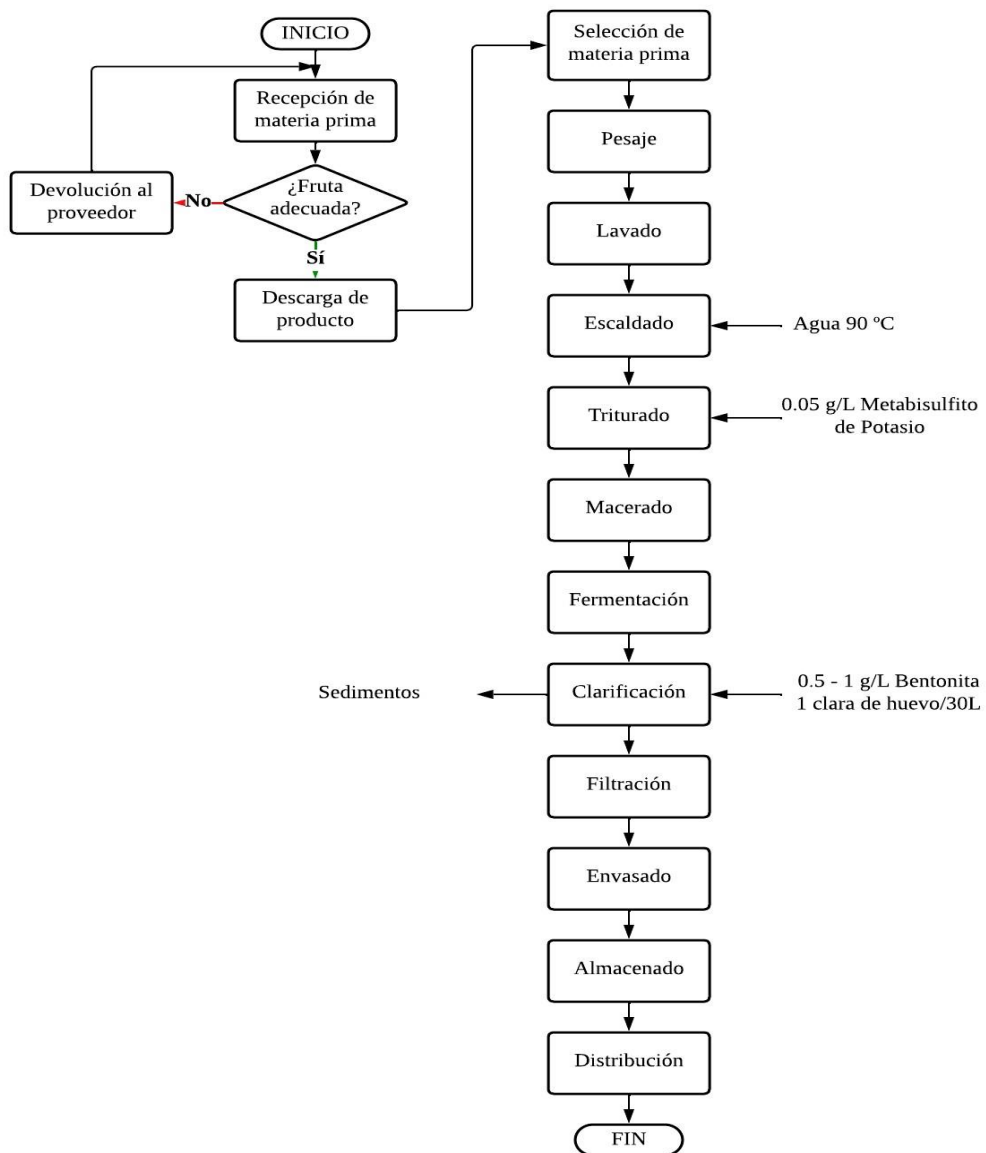 INICIO
Recepción de
materia prima
¿Fruta
adecuada?
No
Devolución al
proveedor
Sí
Descarga de
producto
Selección de
materia prima
Pesaje
Lavado
Escaldado
Agua 90 ºC
Triturado
0.05 g/L Metabisulfito
de Potasio
Macerado
Fermentación
Clarificación
Sedimentos
0.5 - 1 g/L Bentonita
1 clara de huevo/30L
Filtración
Envasado
Almacenado
Distribución
FIN